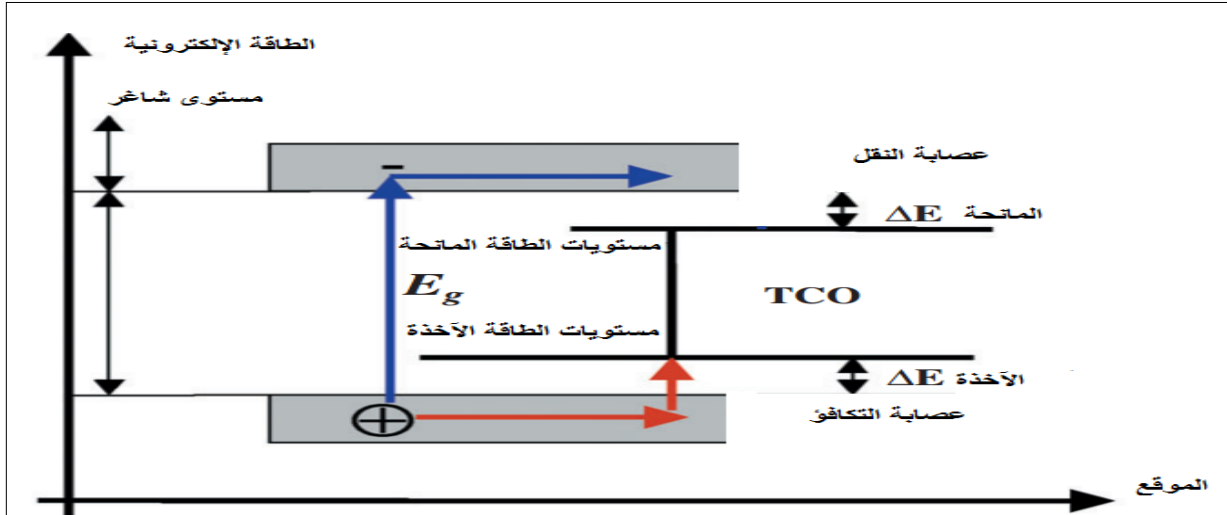 الطاقة الإلكترونية
مستوى شاغر
عصابة النقل
ΔE المانحة
مستويات الطاقة المانحة
E_g
TCO
مستويات الطاقة الآخذة
ΔE الآخذة
عصابة التكافؤ
الموقع